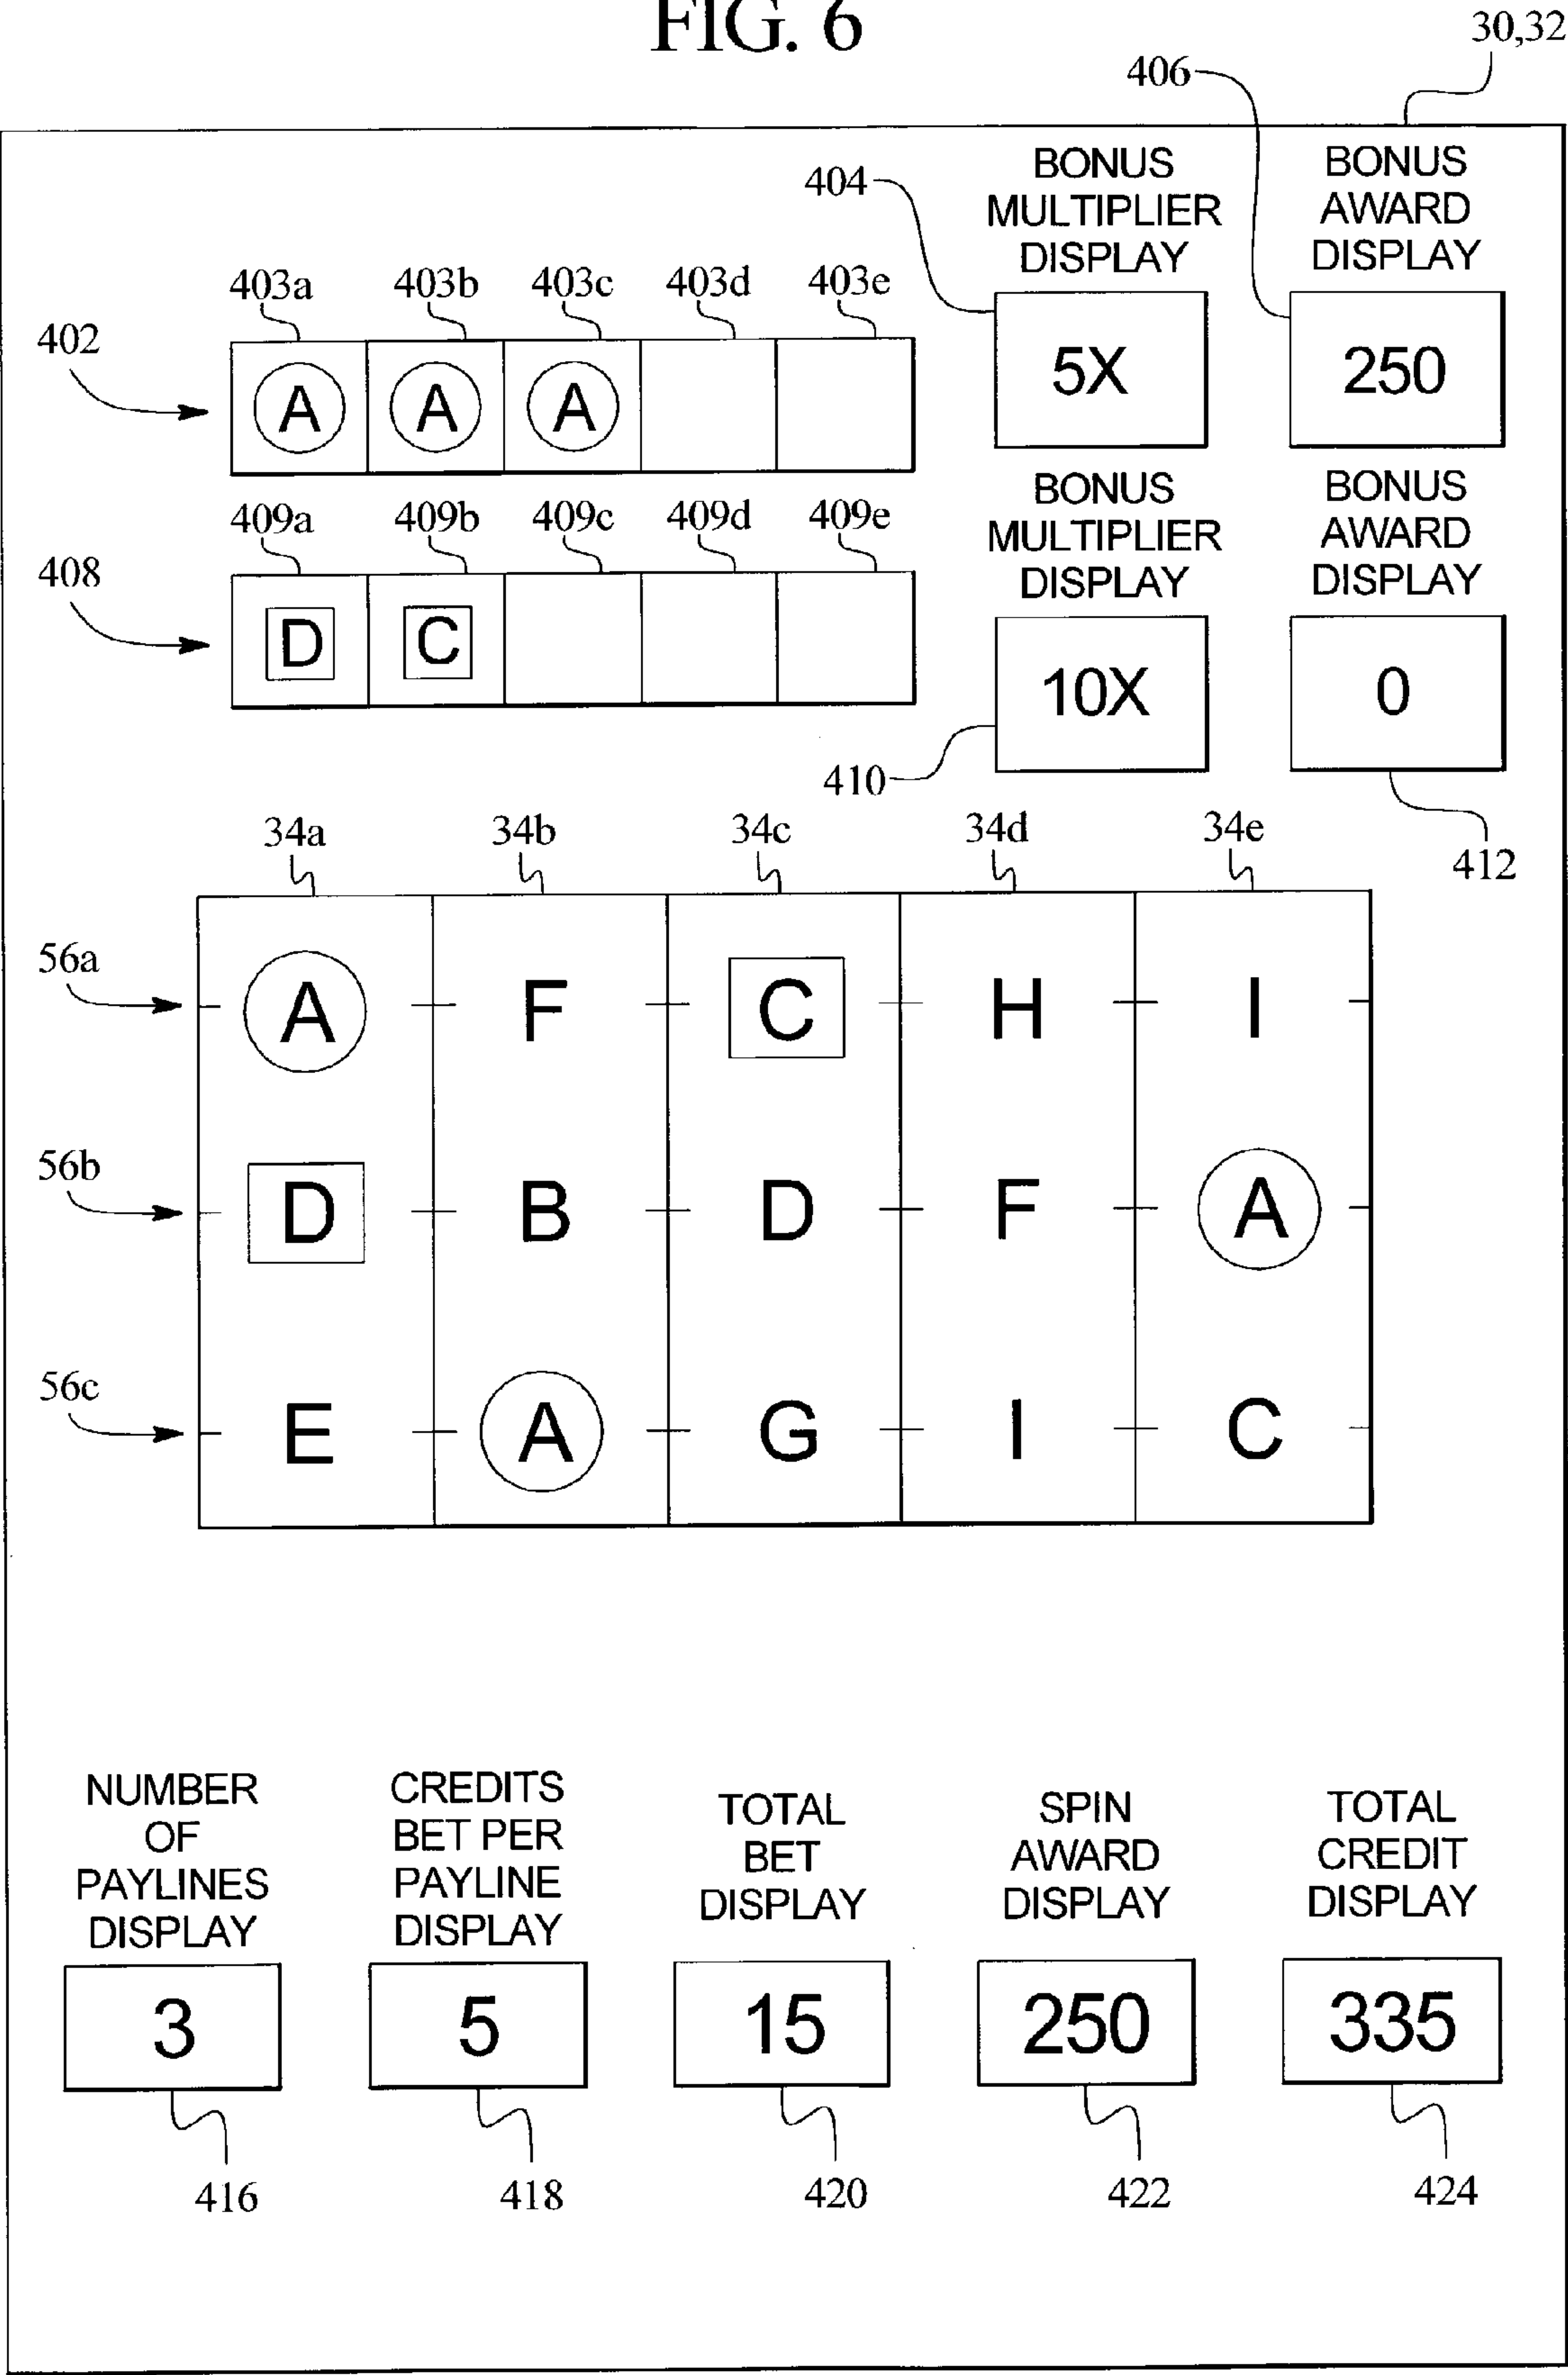 FIG. 6
30,32
406
BONUS MULTIPLIER DISPLAY
BONUS AWARD DISPLAY
404
403a 403b 403c 403d 403e
402
A A A
5X 250
BONUS MULTIPLIER DISPLAY
BONUS AWARD DISPLAY
409a 409b 409c 409d 409e
408
D C
10X 0
410
412
34a 34b 34c 34d 34e
56a A F C H I
56b D B D F A
56c E A G I C
NUMBER OF PAYLINES DISPLAY
CREDITS BET PER PAYLINE DISPLAY
TOTAL BET DISPLAY
SPIN AWARD DISPLAY
TOTAL CREDIT DISPLAY
3 5 15 250 335
416 418 420 422 424